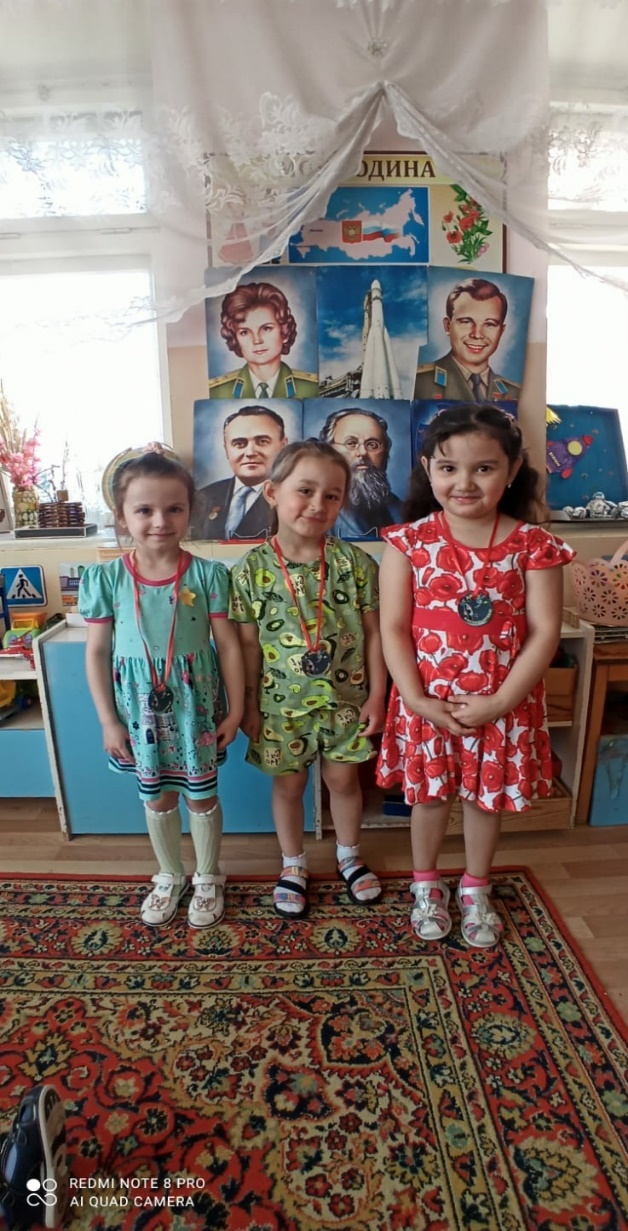 ОДИНА
REDMI NOTE 8 PRO
AI QUAD CAMERA